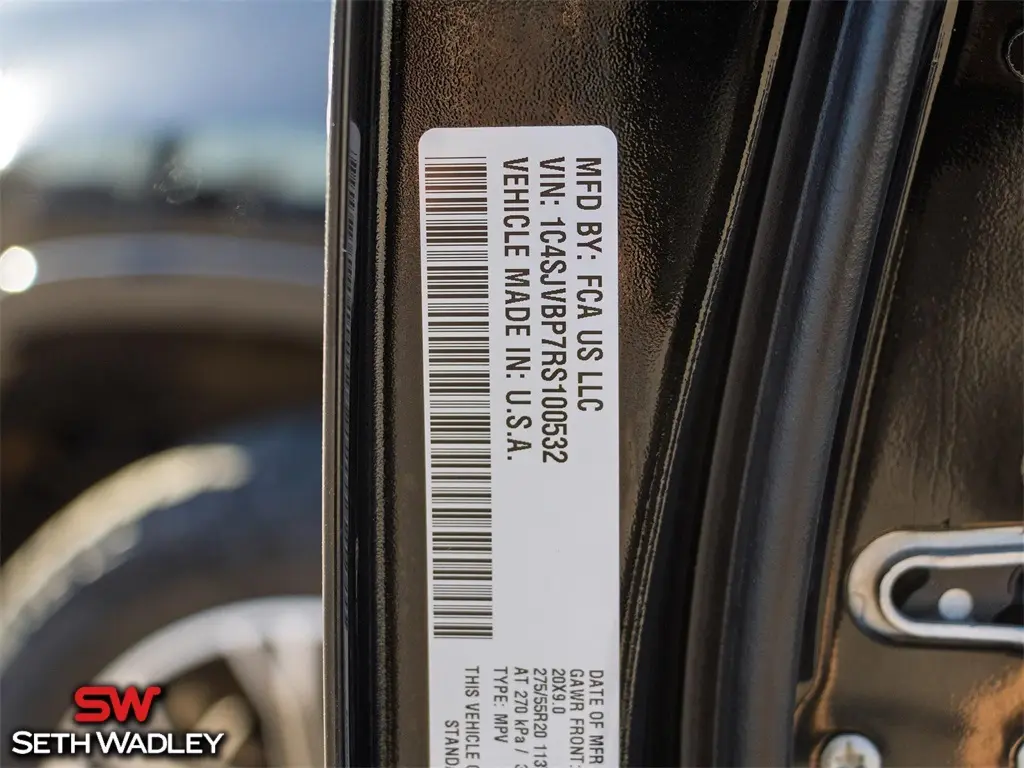 MFD BY: FCA US LLC
VIN: 1C4SJVBP7RS100532
VEHICLE MADE IN: U.S.A.
DATE OF MFR
GAWR FRONT:
20X9.0
275/55R20 113
AT 270 kPa /
TYPE: MPV
THIS VEHICLE
STAND
SW
SETH WADLEY